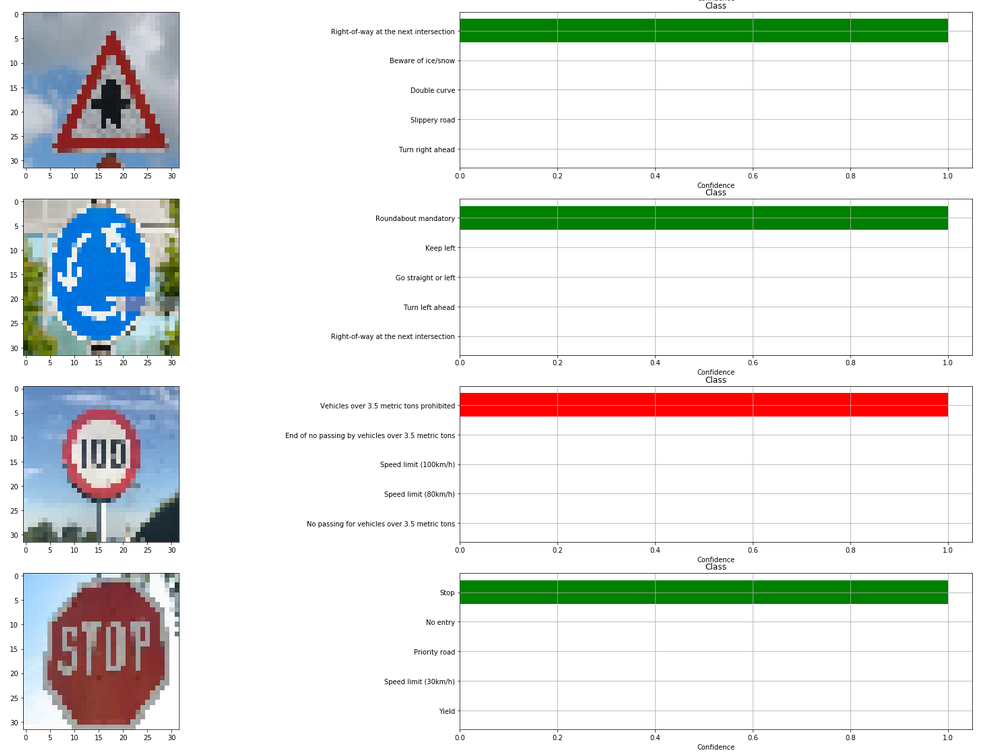 Confidence
Class
0
5
10
15
20
25
30
0 5 10 15 20 25 30
Right-of-way at the next intersection
Beware of ice/snow
Double curve
Slippery road
Turn right ahead
0.0 0.2 0.4 0.6 0.8 1.0
Confidence
Class
0
5
10
15
20
25
30
0 5 10 15 20 25 30
Roundabout mandatory
Keep left
Go straight or left
Turn left ahead
Right-of-way at the next intersection
0.0 0.2 0.4 0.6 0.8 1.0
Confidence
Class
0
5
10
15
20
25
30
100
0 5 10 15 20 25 30
Vehicles over 3.5 metric tons prohibited
End of no passing by vehicles over 3.5 metric tons
Speed limit (100km/h)
Speed limit (80km/h)
No passing for vehicles over 3.5 metric tons
0.0 0.2 0.4 0.6 0.8 1.0
Confidence
Class
0
5
10
15
20
25
30
STOP
0 5 10 15 20 25 30
Stop
No entry
Priority road
Speed limit (30km/h)
Yield
0.0 0.2 0.4 0.6 0.8 1.0
Confidence